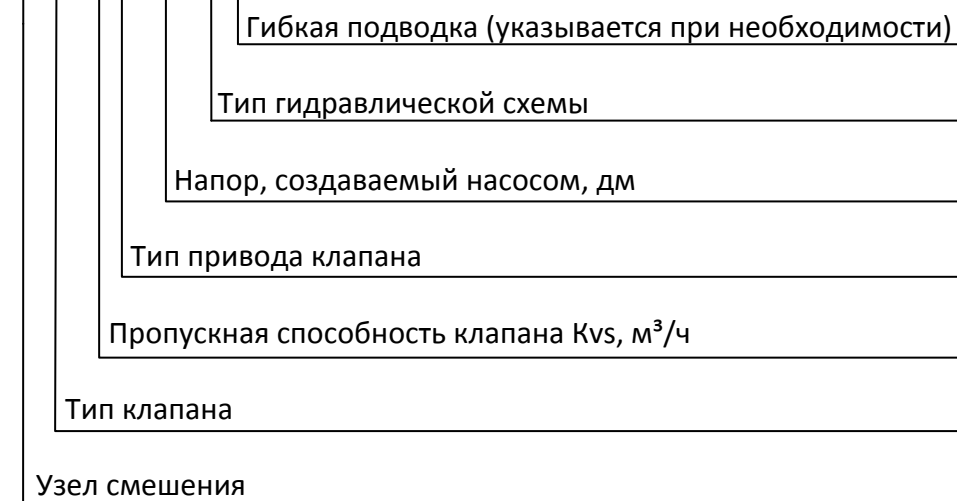 Гибкая подводка (указывается при необходимости)
Тип гидравлической схемы
Напор, создаваемый насосом, дм
Тип привода клапана
Пропускная способность клапана Kvs, м³/ч
Тип клапана
Узел смешения